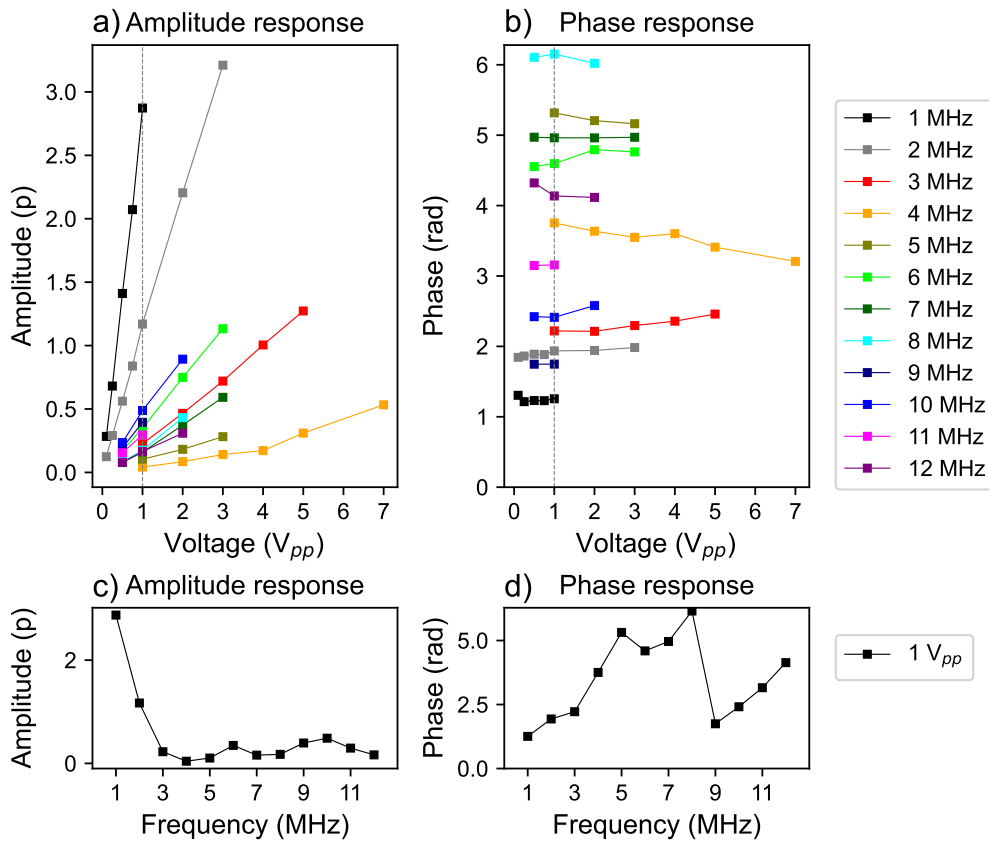 a) Amplitude response
3.0
2.5
2.0
1.5
1.0
0.5
0.0
Amplitude (p)
0 1 2 3 4 5 6 7
Voltage (Vpp)
b) Phase response
6
5
4
3
2
1
0
Phase (rad)
0 1 2 3 4 5 6 7
Voltage (Vpp)
1 MHz
2 MHz
3 MHz
4 MHz
5 MHz
6 MHz
7 MHz
8 MHz
9 MHz
10 MHz
11 MHz
12 MHz
c) Amplitude response
2
0
Amplitude (p)
1 3 5 7 9 11
Frequency (MHz)
d) Phase response
5.0
2.5
0.0
Phase (rad)
1 3 5 7 9 11
Frequency (MHz)
1 Vpp